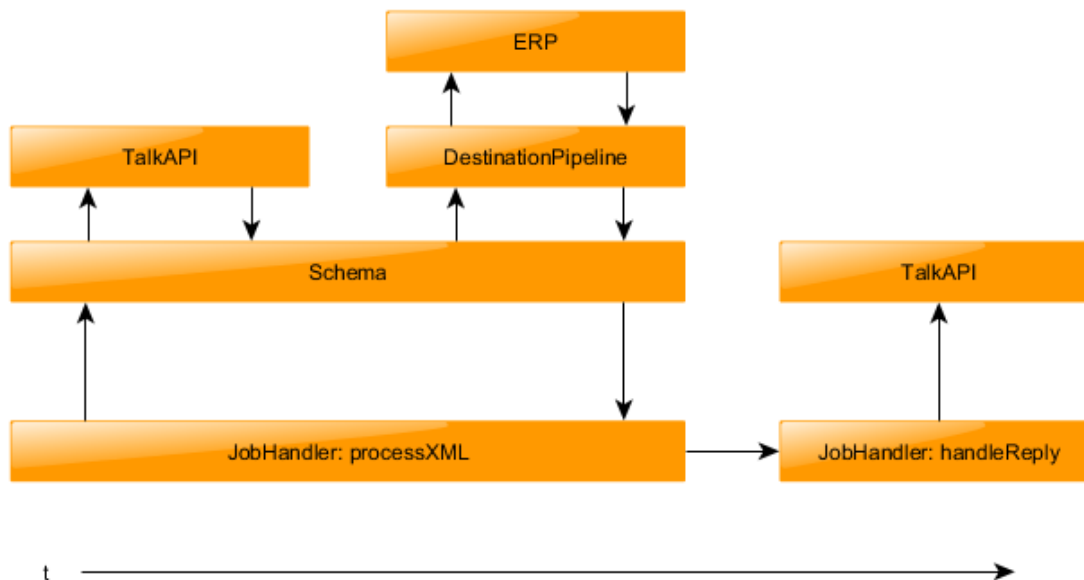 ERP
TalkAPI
DestinationPipeline
Schema
TalkAPI
JobHandler: processXML
JobHandler: handleReply
t